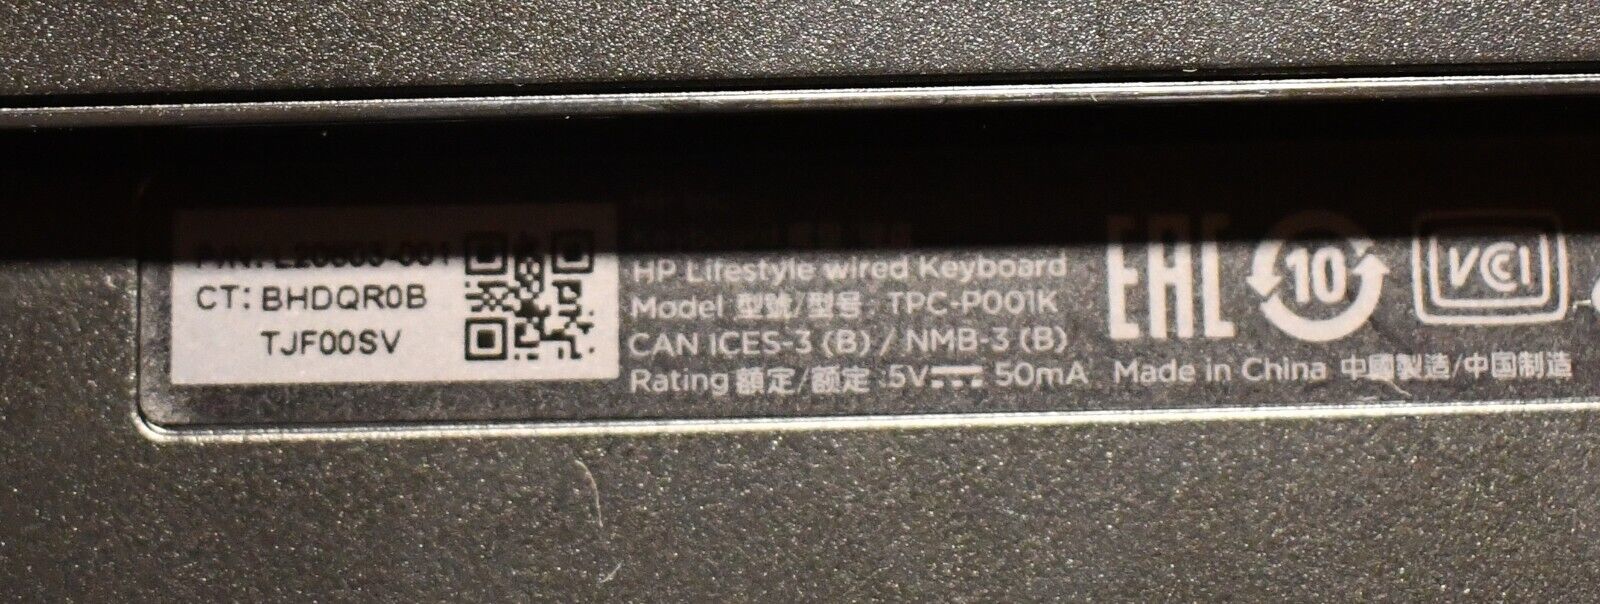 CT: BHDQR0B
TJF00SV
HP Lifestyle wired Keyboard
Model 型號/型号: TPC-P001K
CAN ICES-3 (B) / NMB-3 (B)
Rating 額定/额定 :5V⎓ 50mA
EAC
10
VCCI
Made in China 中國製造/中国制造